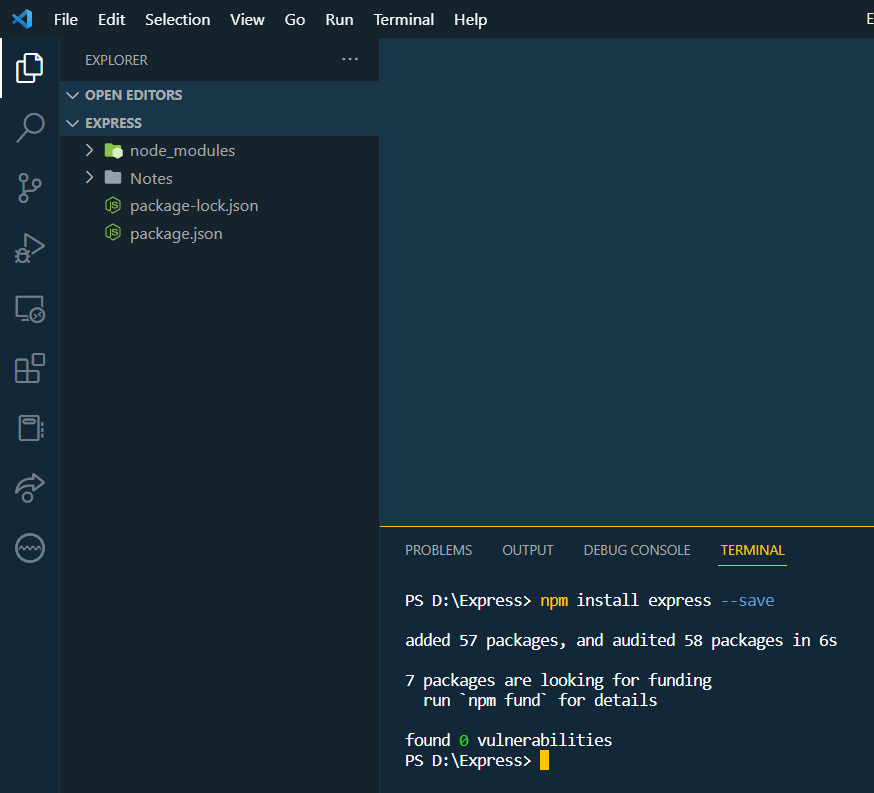 File Edit Selection View Go Run Terminal Help
EXPLORER
OPEN EDITORS
EXPRESS
node_modules
Notes
package-lock.json
package.json
PROBLEMS OUTPUT DEBUG CONSOLE TERMINAL
PS D:\Express> npm install express --save
added 57 packages, and audited 58 packages in 6s
7 packages are looking for funding
run `npm fund` for details
found 0 vulnerabilities
PS D:\Express>